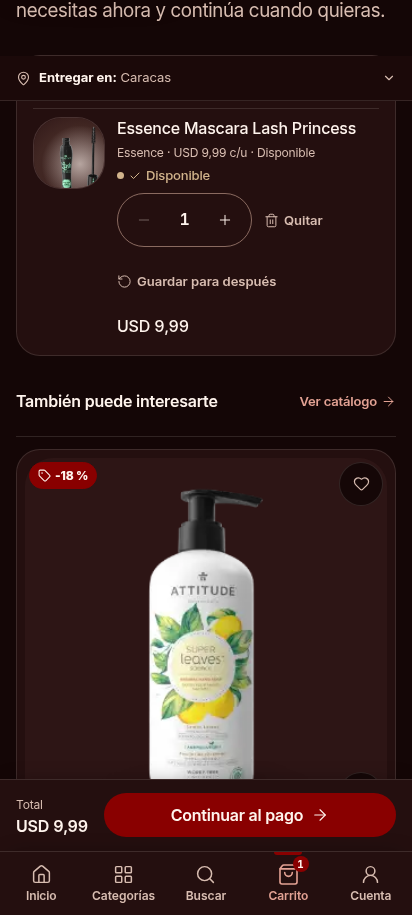 necesitas ahora y continúa cuando quieras.
Entregar en: Caracas
Essence Mascara Lash Princess
Essence · USD 9,99 c/u · Disponible
Disponible
1
Quitar
Guardar para después
USD 9,99
También puede interesarte
Ver catálogo
-18 %
ATTITUDE
SUPER
leaves
Total
USD 9,99
Continuar al pago
1
Inicio
Categorías
Buscar
Carrito
Cuenta